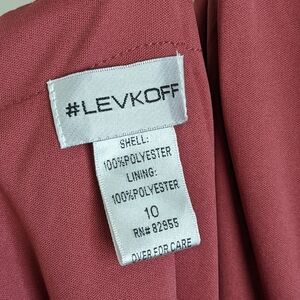 #LEVKOFF
SHELL:
100%POLYESTER
LINING:
100%POLYESTER
10
RN# 82955
OVER FOR CARE